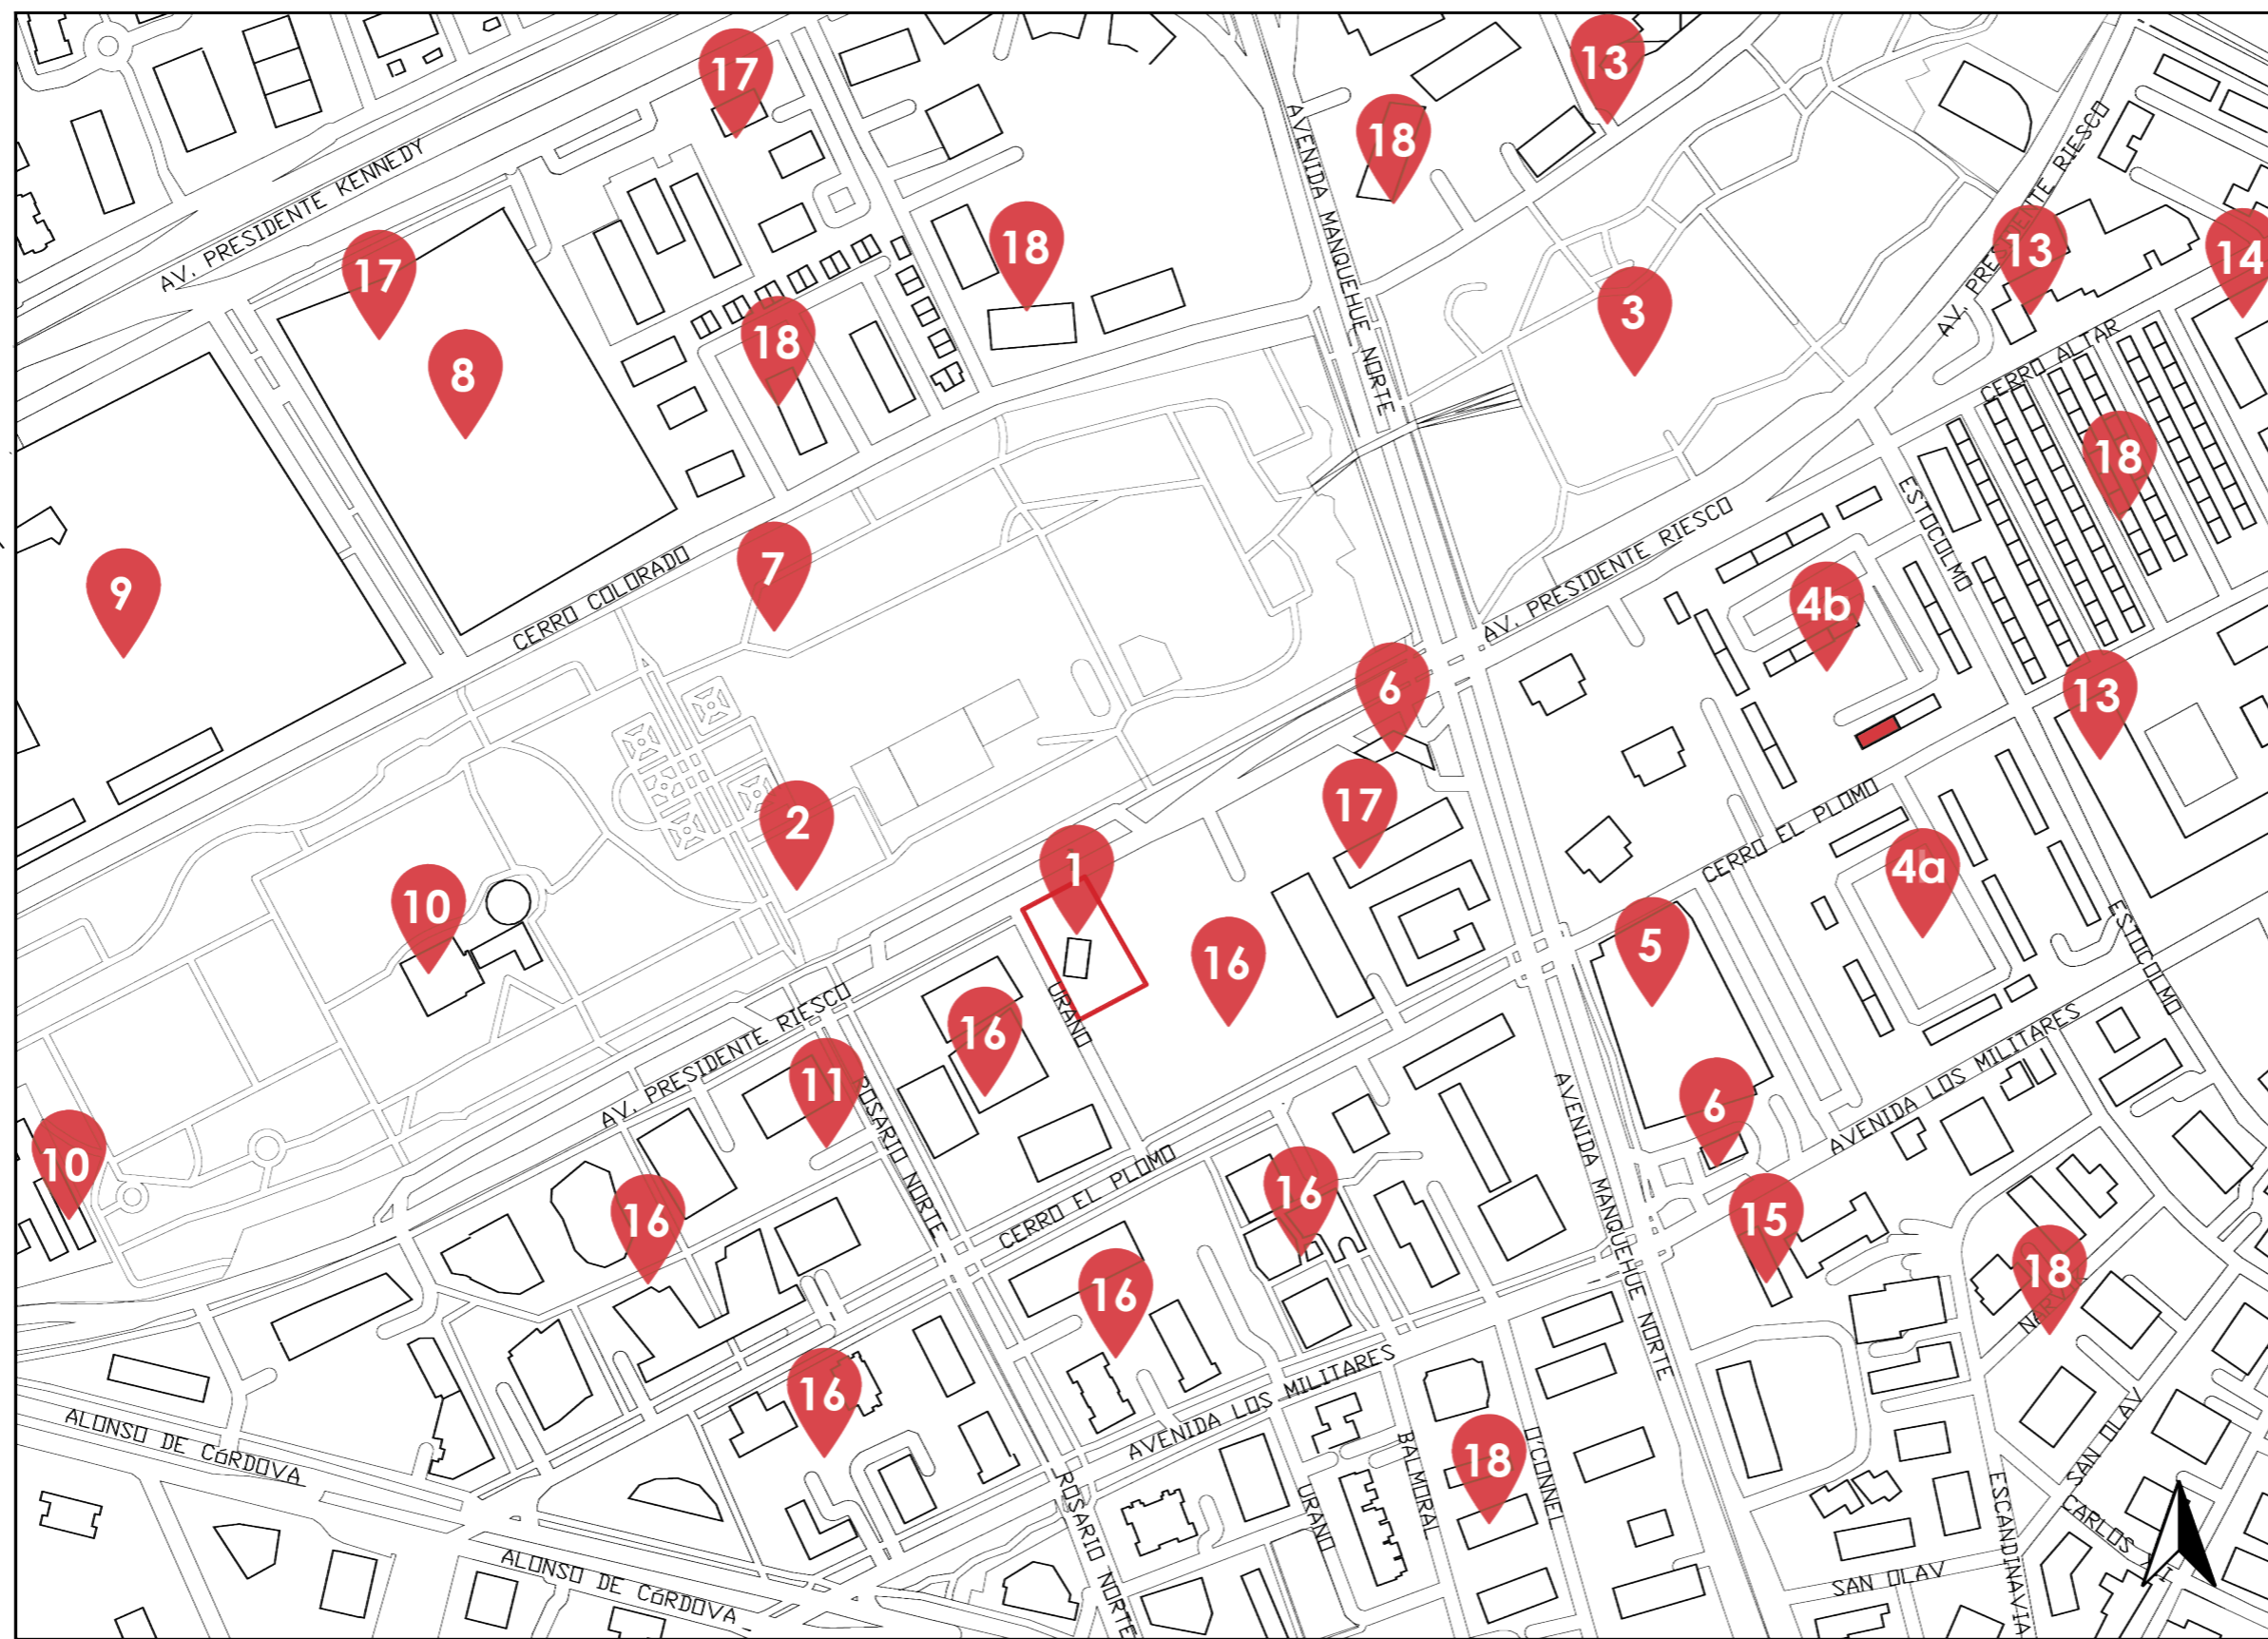 17
13
18
AVENIDA MANQUEHUE NORTE
AV. PRESIDENTE KENNEDY
AV. PRESIDENTE RIESCO
17
18
13
14
3
8
18
CERRO ALTAR
18
ESTOCOLMO
9
7
CERRO COLORADO
AV. PRESIDENTE RIESCO
4b
6
13
2
17
CERRO EL PLOMO
1
4a
10
5
16
ESTOCOLMO
URANO
16
AV. PRESIDENTE RIESCO
11
ROSARIO NORTE
AVENIDA MANQUEHUE NORTE
6
AVENIDA LOS MILITARES
10
16
CERRO EL PLOMO
16
15
18
16
16
AVENIDA LOS MILITARES
ALONSO DE CóRDOVA
18
BALMORAL
O'CONNEL
URANO
ROSARIO NORTE
SAN OLAV
CARLOS
ESCANDINAVIA
ALONSO DE CóRDOVA
SAN OLAV